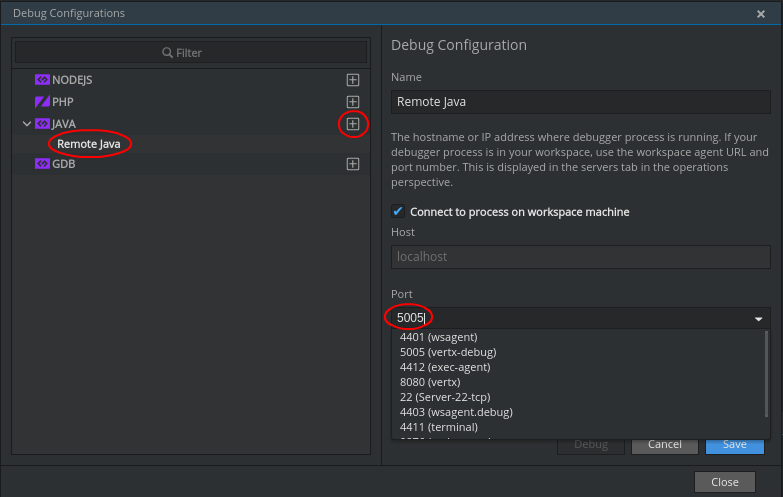 Debug Configurations
Filter
NODEJS
PHP
JAVA
Remote Java
GDB
Debug Configuration
Name
Remote Java
The hostname or IP address where debugger process is running. If your
debugger process is in your workspace, use the workspace agent URL and
port number. This is displayed in the servers tab in the operations
perspective.
Connect to process on workspace machine
Host
localhost
Port
5005
4401 (wsagent)
5005 (vertx-debug)
4412 (exec-agent)
8080 (vertx)
22 (Server-22-tcp)
4403 (wsagent.debug)
4411 (terminal)
Debug
Cancel
Save
Close